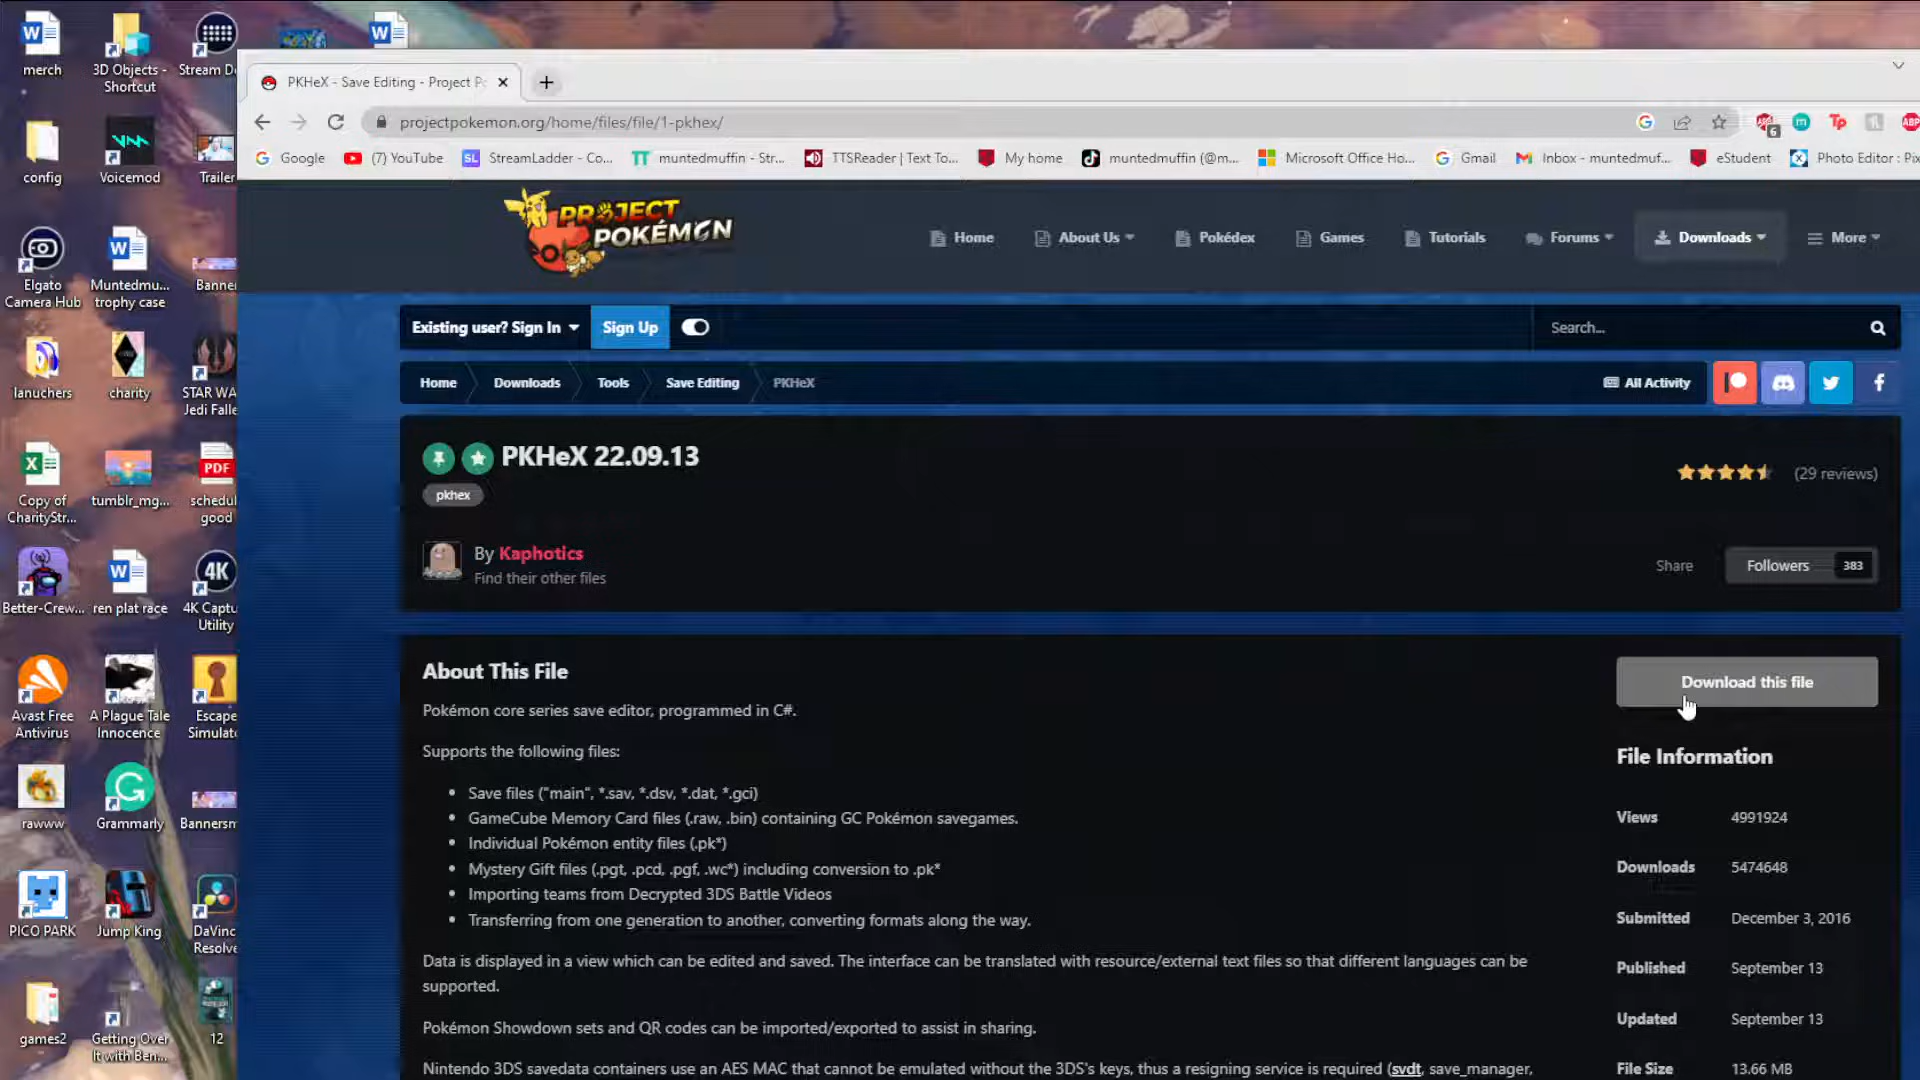 merch
3D Objects -
Shortcut
Stream D
config
Voicemod
Trailer
Elgato
Camera Hub
Muntedmu...
trophy case
Banne
lanuchers
charity
STAR WA
Jedi Falle
Copy of
CharityStr...
tumblr_mg...
PDF
schedul
good
Better-Crew...
ren plat race
4K
4K Captu
Utility
Avast Free
Antivirus
A Plague Tale
Innocence
Escape
Simulato
rawww
Grammarly
Bannersm
PICO PARK
Jump King
DaVinc
Resolve
games2
Getting Over
It with Ben...
12
PKHeX - Save Editing - Project P
projectpokemon.org/home/files/file/1-pkhex/
Google
(7) YouTube
StreamLadder - Co...
muntedmuffin - Str...
TTSReader | Text To...
My home
muntedmuffin (@m...
Microsoft Office Ho...
Gmail
Inbox - muntedmuf...
eStudent
Photo Editor : Pix
PROJECT
POKÉMON
Home
About Us
Pokédex
Games
Tutorials
Forums
Downloads
More
Existing user? Sign In
Sign Up
Search...
Home
Downloads
Tools
Save Editing
PKHeX
All Activity
PKHeX 22.09.13
pkhex
(29 reviews)
By Kaphotics
Find their other files
Share
Followers 383
About This File
Pokémon core series save editor, programmed in C#.
Supports the following files:
• Save files ("main", *.sav, *.dsv, *.dat, *.gci)
• GameCube Memory Card files (.raw, .bin) containing GC Pokémon savegames.
• Individual Pokémon entity files (.pk*)
• Mystery Gift files (.pgt, .pcd, .pgf, .wc*) including conversion to .pk*
• Importing teams from Decrypted 3DS Battle Videos
• Transferring from one generation to another, converting formats along the way.
Data is displayed in a view which can be edited and saved. The interface can be translated with resource/external text files so that different languages can be
supported.
Pokémon Showdown sets and QR codes can be imported/exported to assist in sharing.
Nintendo 3DS savedata containers use an AES MAC that cannot be emulated without the 3DS's keys, thus a resigning service is required (svdt, save_manager,
Download this file
File Information
Views 4991924
Downloads 5474648
Submitted December 3, 2016
Published September 13
Updated September 13
File Size 13.66 MB